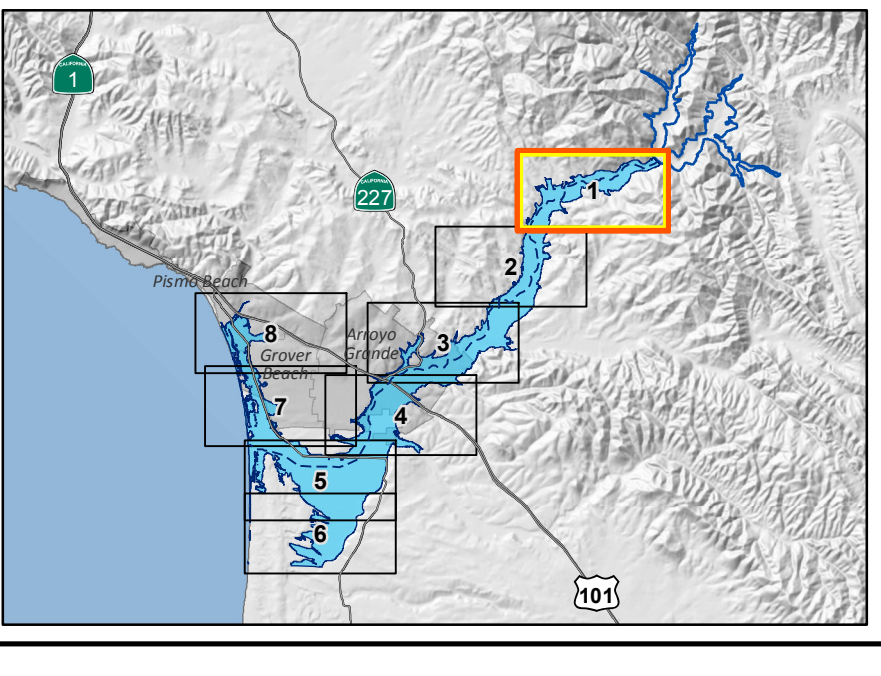 CALIFORNIA
1
CALIFORNIA
227
1
2
Pismo Beach
8
Arroyo
Grande
3
Grover
Beach
7
4
5
6
101